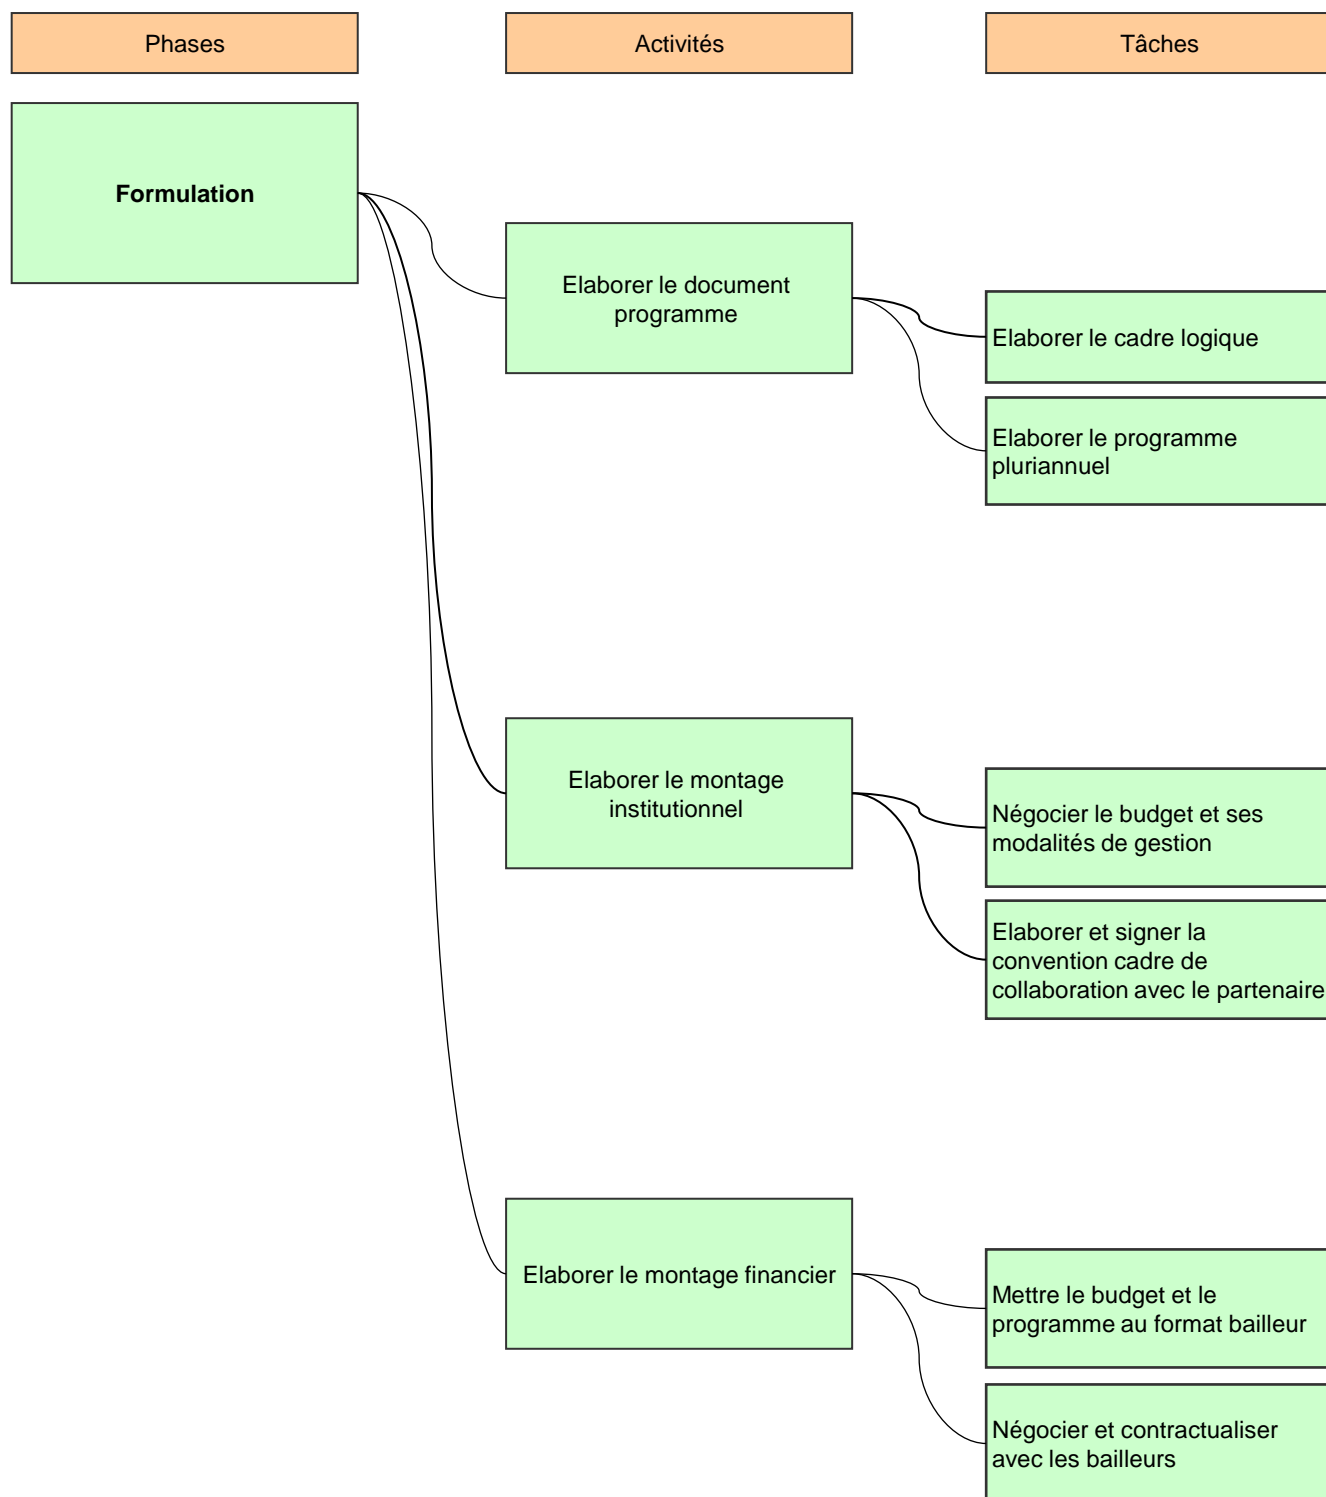 Phases
Activités
Tâches
Formulation
Elaborer le document
programme
Elaborer le cadre logique
Elaborer le programme
pluriannuel
Elaborer le montage
institutionnel
Négocier le budget et ses
modalités de gestion
Elaborer et signer la
convention cadre de
collaboration avec le partenaire
Elaborer le montage financier
Mettre le budget et le
programme au format bailleur
Négocier et contractualiser
avec les bailleurs